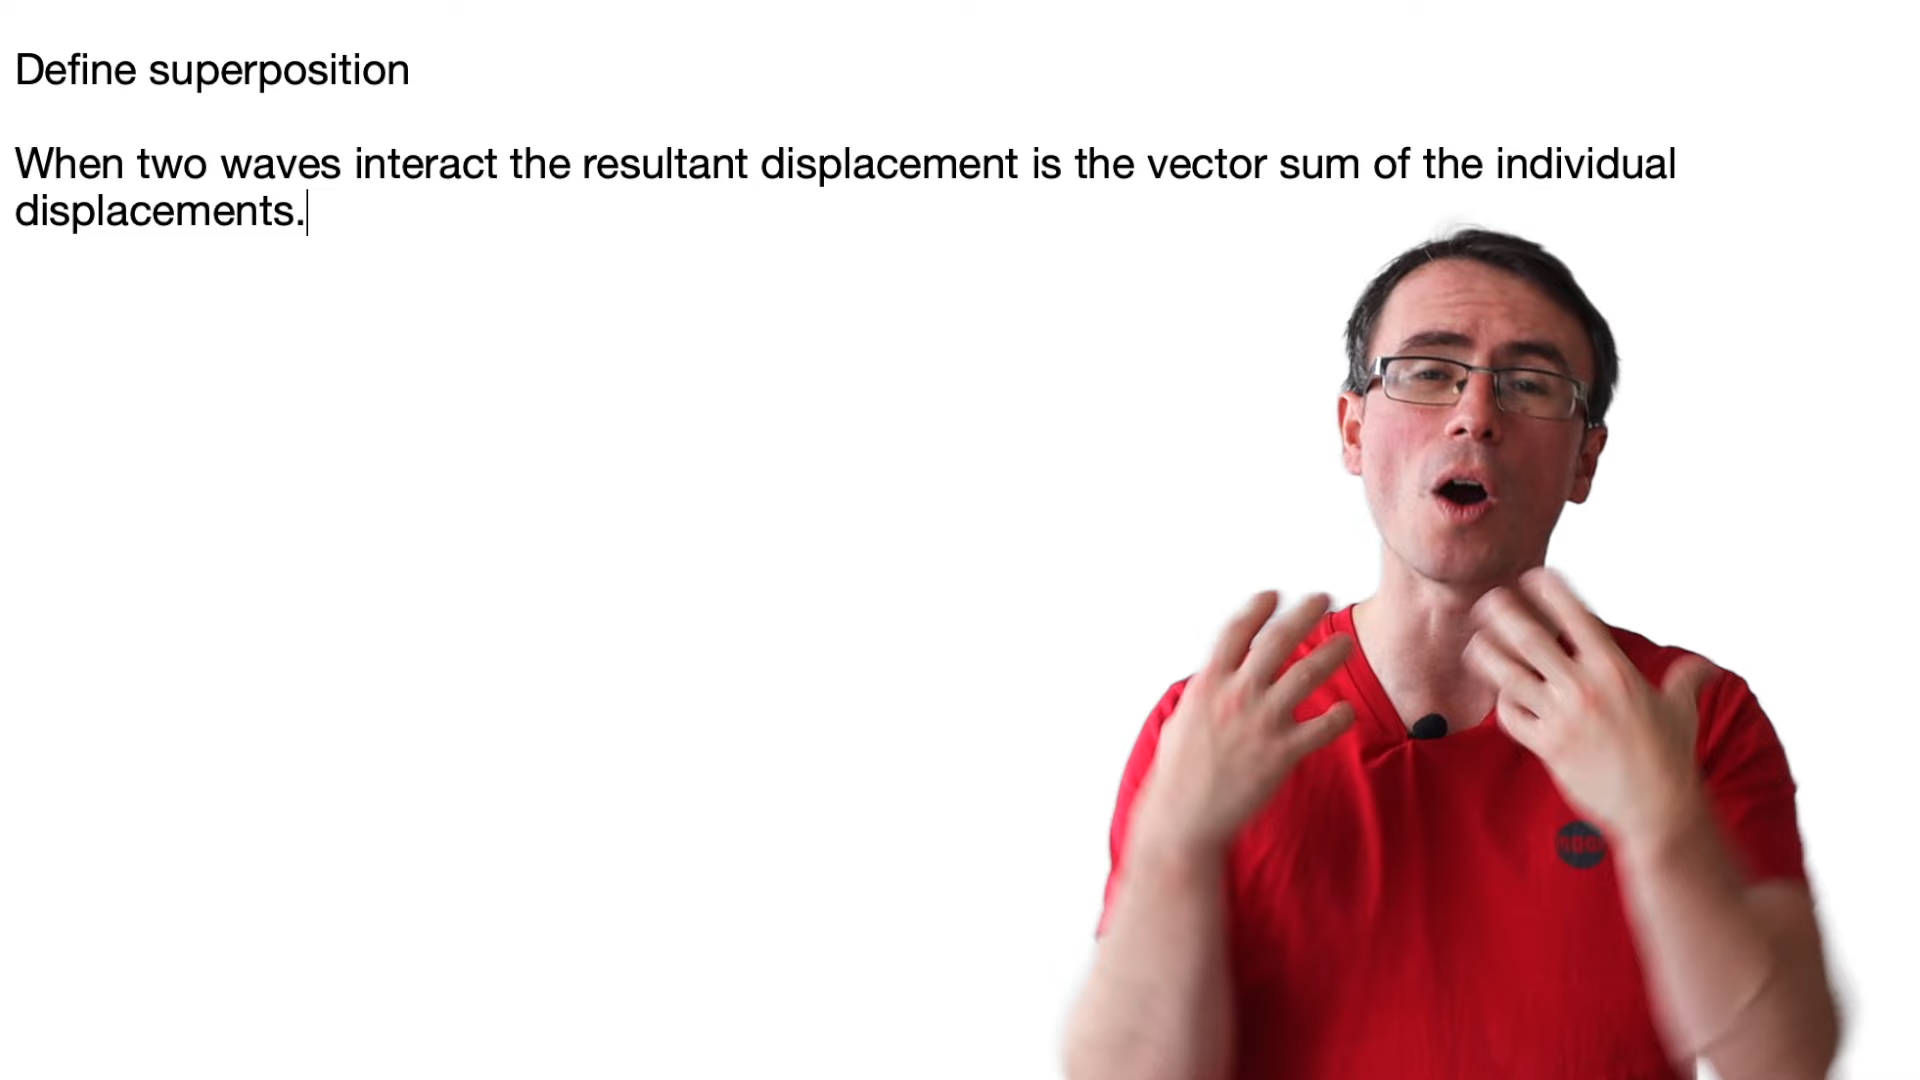 Define superposition
When two waves interact the resultant displacement is the vector sum of the individual
displacements.